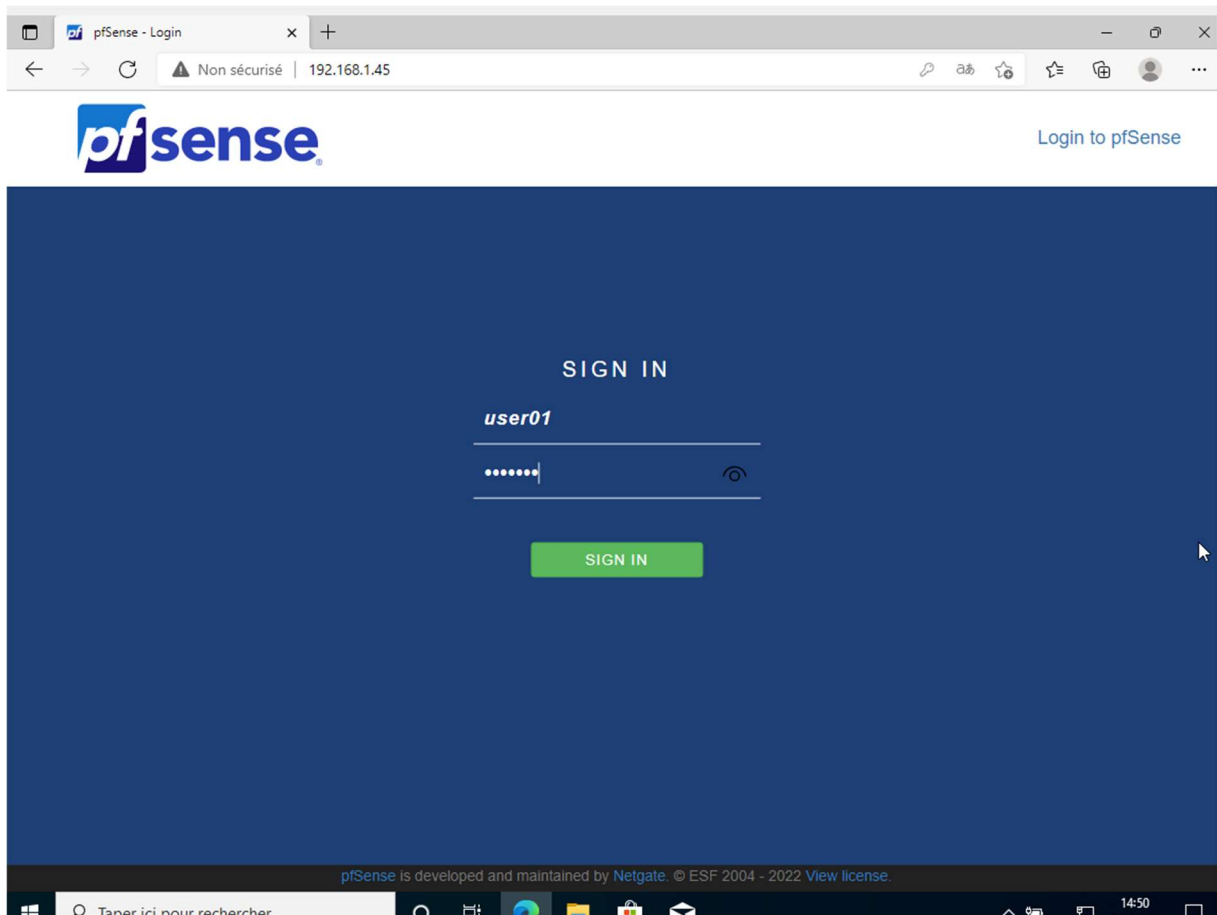 pfSense - Login
Non sécurisé | 192.168.1.45
pfsense®
Login to pfSense
SIGN IN
user01
•••••••
SIGN IN
pfSense is developed and maintained by Netgate. © ESF 2004 - 2022 View license.
Taper ici pour rechercher
14:50